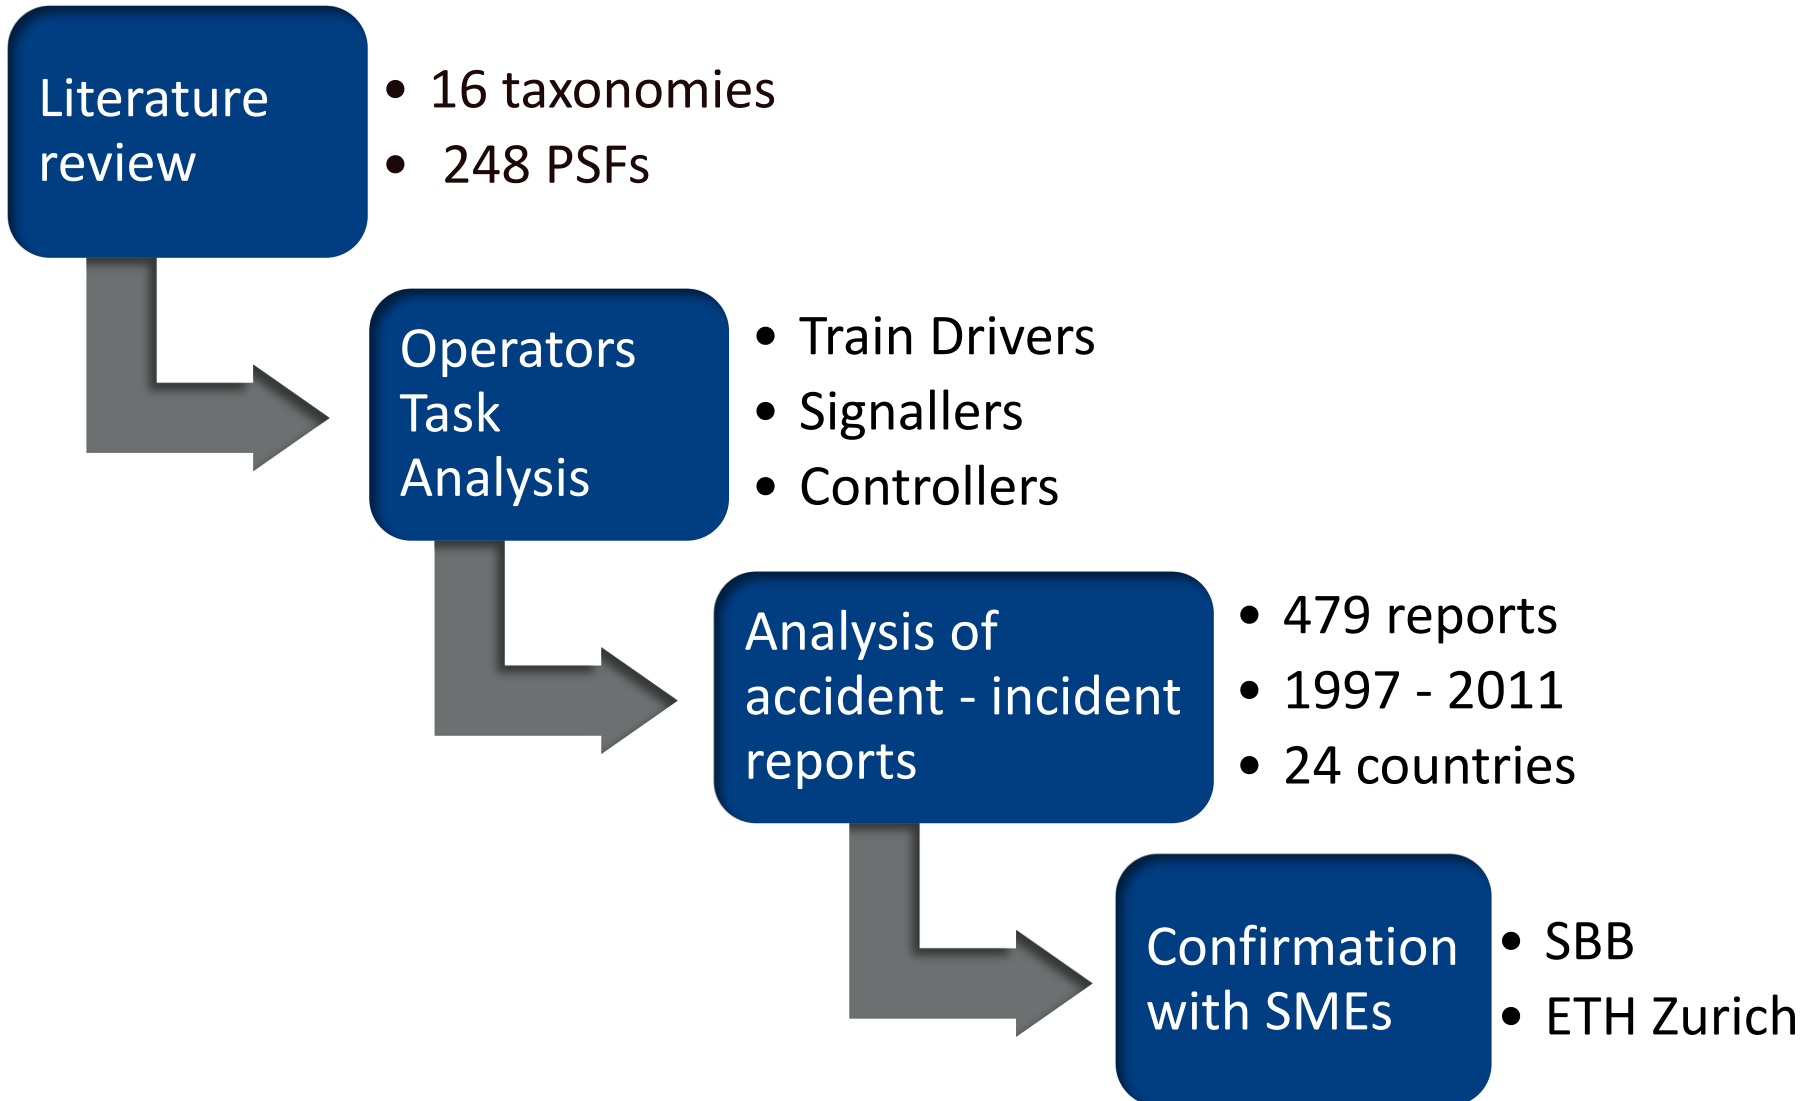 Literature
review
• 16 taxonomies
• 248 PSFs
Operators
Task
Analysis
• Train Drivers
• Signallers
• Controllers
Analysis of
accident - incident
reports
• 479 reports
• 1997 - 2011
• 24 countries
Confirmation
with SMEs
• SBB
• ETH Zurich